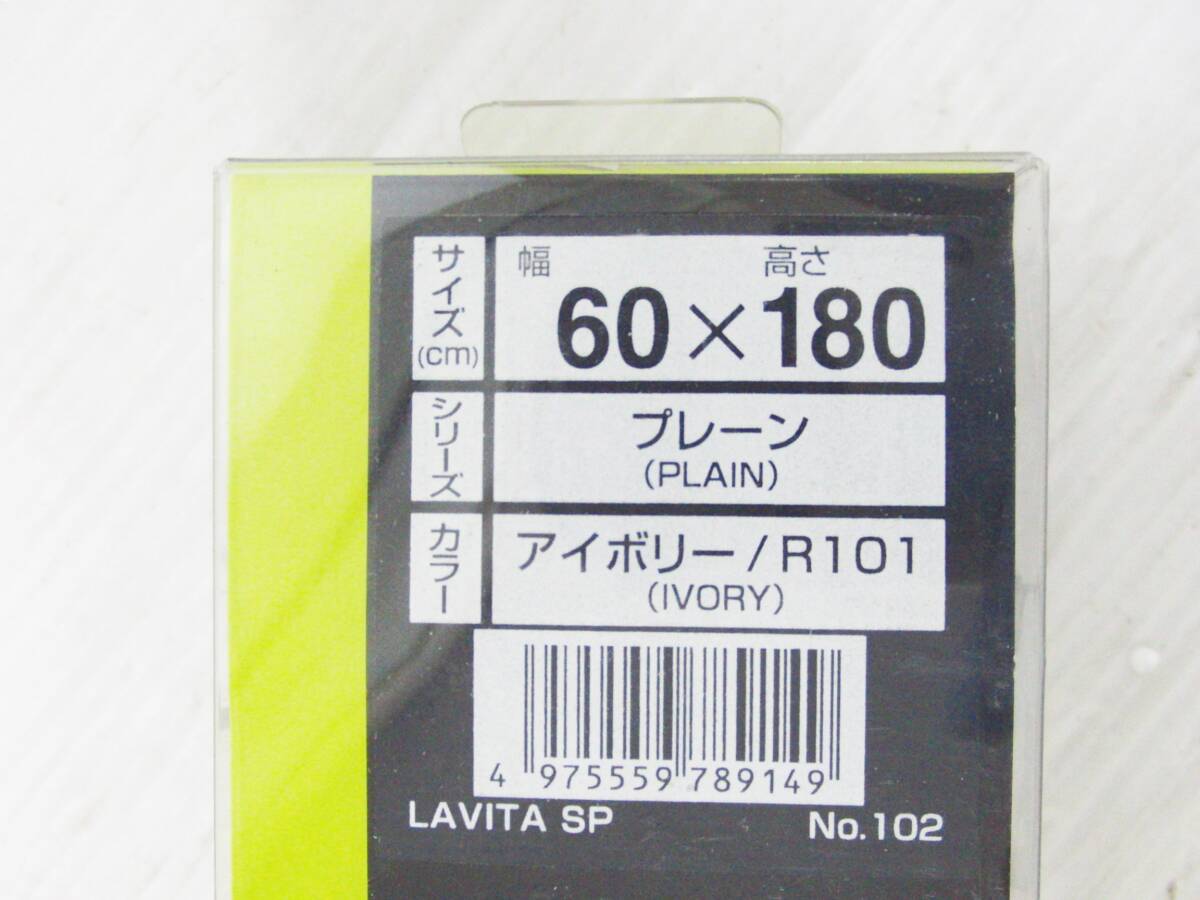 サイズ(cm)
幅 高さ
60×180
シリーズ
プレーン
(PLAIN)
カラー
アイボリー/R101
(IVORY)
4 975559 789149
LAVITA SP No.102